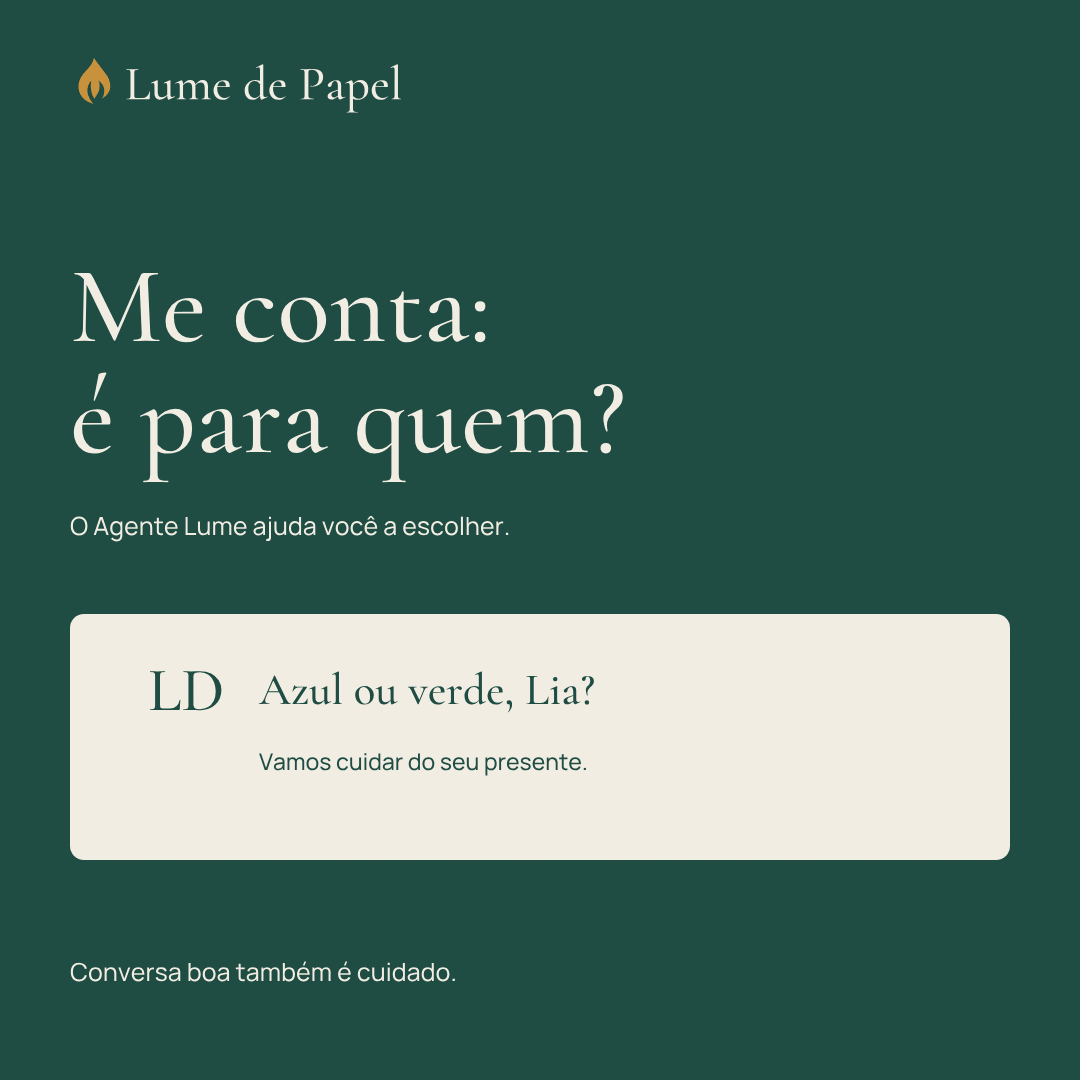 Lume de Papel
Me conta:
é para quem?
O Agente Lume ajuda você a escolher.
LD
Azul ou verde, Lia?
Vamos cuidar do seu presente.
Conversa boa também é cuidado.